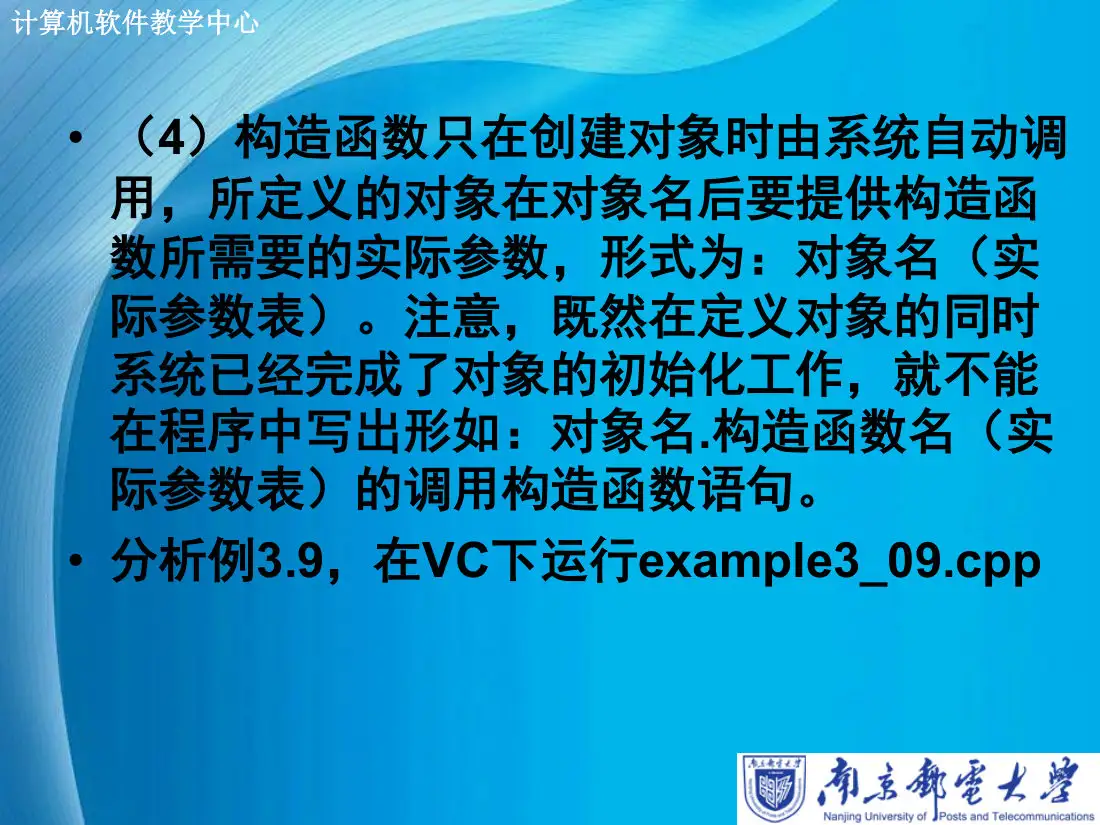 计算机软件教学中心
• （4）构造函数只在创建对象时由系统自动调
用，所定义的对象在对象名后要提供构造函
数所需要的实际参数，形式为：对象名（实
际参数表）。注意，既然在定义对象的同时
系统已经完成了对象的初始化工作，就不能
在程序中写出形如：对象名.构造函数名（实
际参数表）的调用构造函数语句。
• 分析例3.9，在VC下运行example3_09.cpp
南京郵電大學
Nanjing University of Posts and Telecommunications